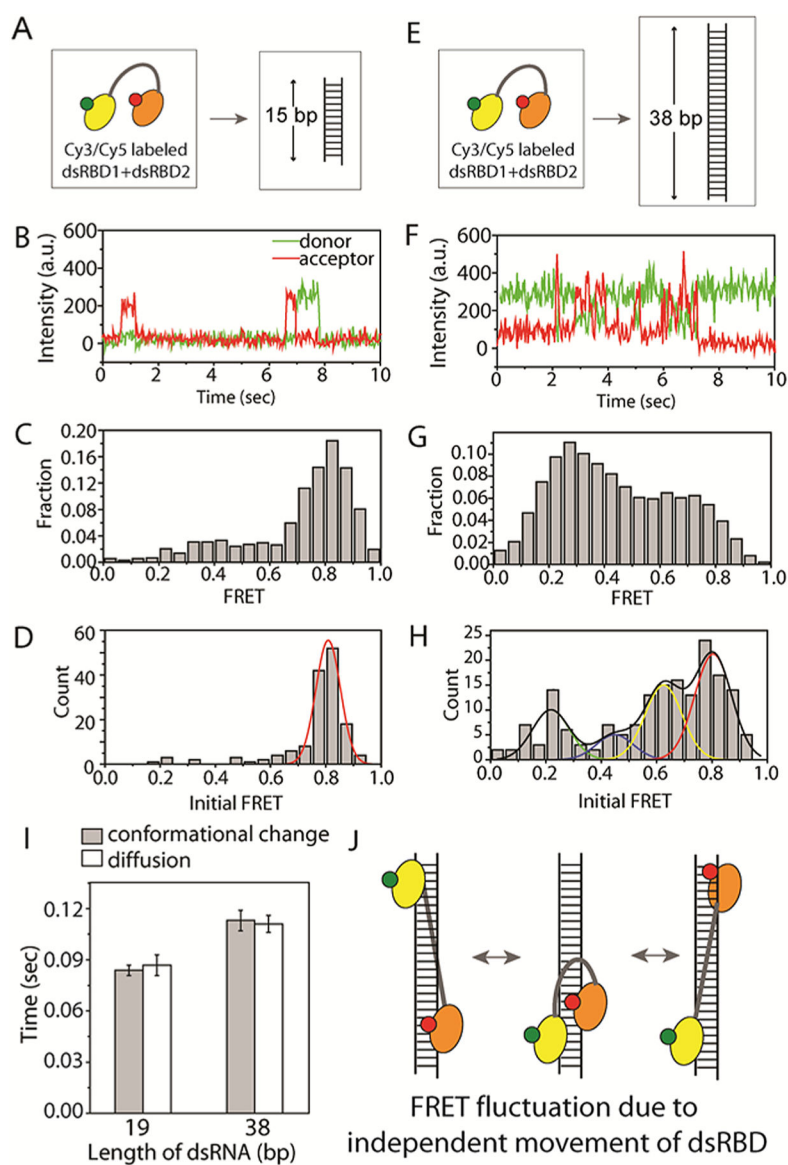 A
Cy3/Cy5 labeled
dsRBD1+dsRBD2
15 bp
E
Cy3/Cy5 labeled
dsRBD1+dsRBD2
38 bp
B
Intensity (a.u.)
600
400
200
0
donor
acceptor
0 2 4 6 8 10
Time (sec)
F
Intensity (a.u.)
600
400
200
0
0 2 4 6 8 10
Time (sec)
C
Fraction
0.20
0.16
0.12
0.08
0.04
0.00
0.0 0.2 0.4 0.6 0.8 1.0
FRET
G
Fraction
0.10
0.08
0.06
0.04
0.02
0.00
0.0 0.2 0.4 0.6 0.8 1.0
FRET
D
Count
60
40
20
0
0.0 0.2 0.4 0.6 0.8 1.0
Initial FRET
H
Count
25
20
15
10
5
0
0.0 0.2 0.4 0.6 0.8 1.0
Initial FRET
I
conformational change
diffusion
Time (sec)
0.12
0.09
0.06
0.03
0.00
19 38
Length of dsRNA (bp)
J
FRET fluctuation due to
independent movement of dsRBD